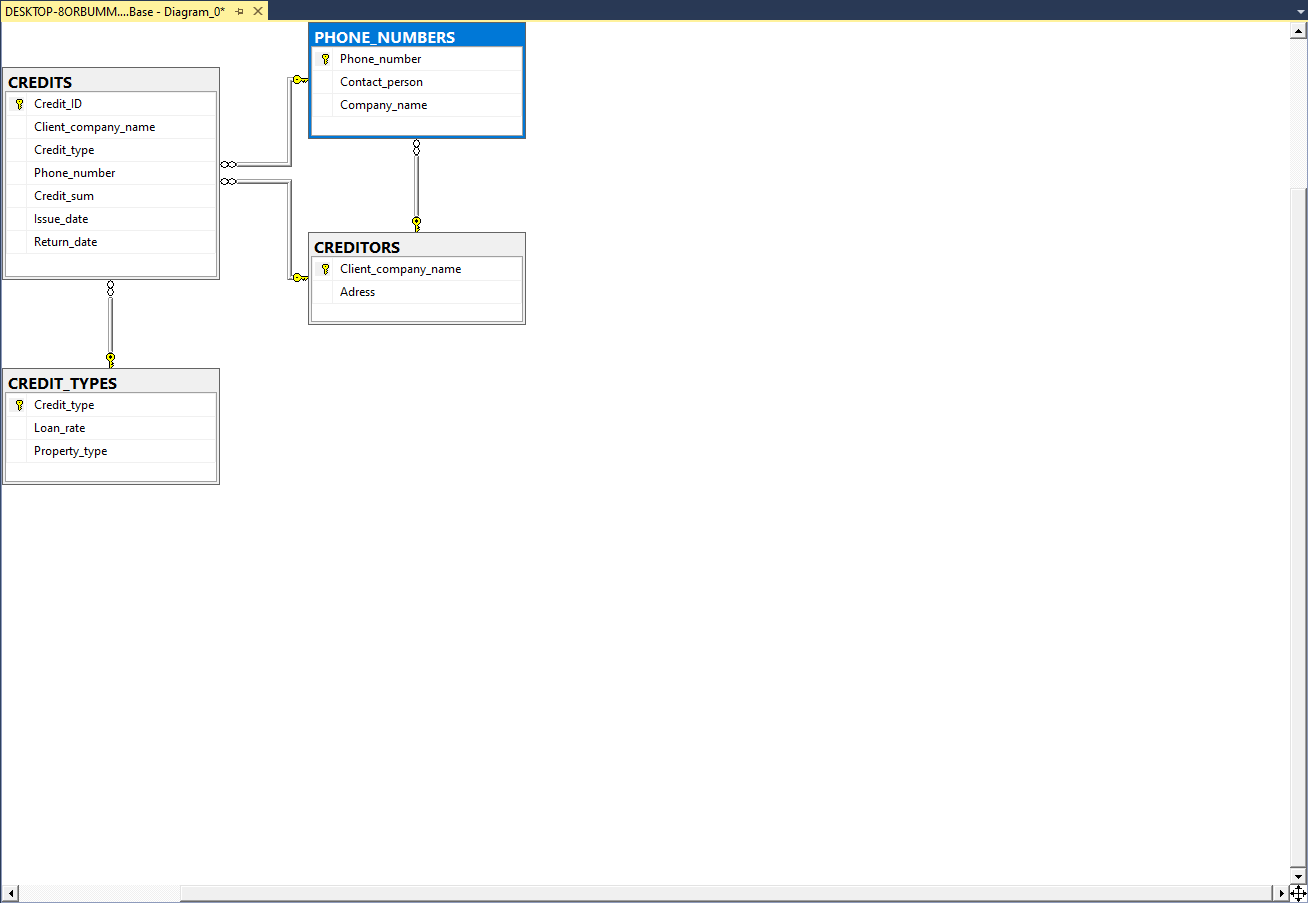 DESKTOP-8ORBUMM....Base - Diagram_0*
PHONE_NUMBERS
Phone_number
Contact_person
Company_name
CREDITS
Credit_ID
Client_company_name
Credit_type
Phone_number
Credit_sum
Issue_date
Return_date
CREDITORS
Client_company_name
Adress
CREDIT_TYPES
Credit_type
Loan_rate
Property_type